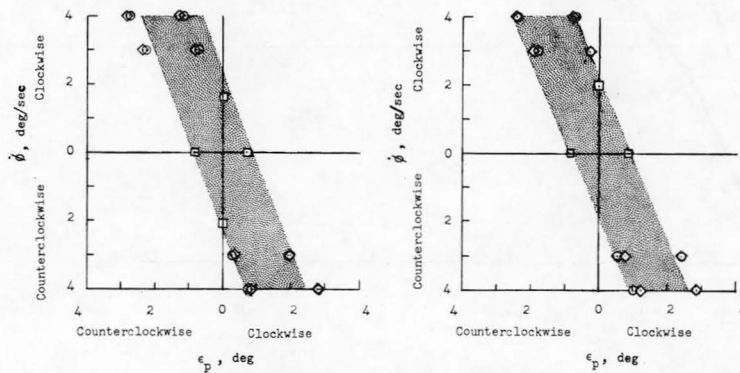 4
2
0
2
4
Clockwise
Counterclockwise
φ̇, deg/sec
4 2 0 2 4
Counterclockwise Clockwise
ϵp, deg
4
2
0
2
4
Clockwise
Counterclockwise
φ̇, deg/sec
4 2 0 2 4
Counterclockwise Clockwise
ϵp, deg